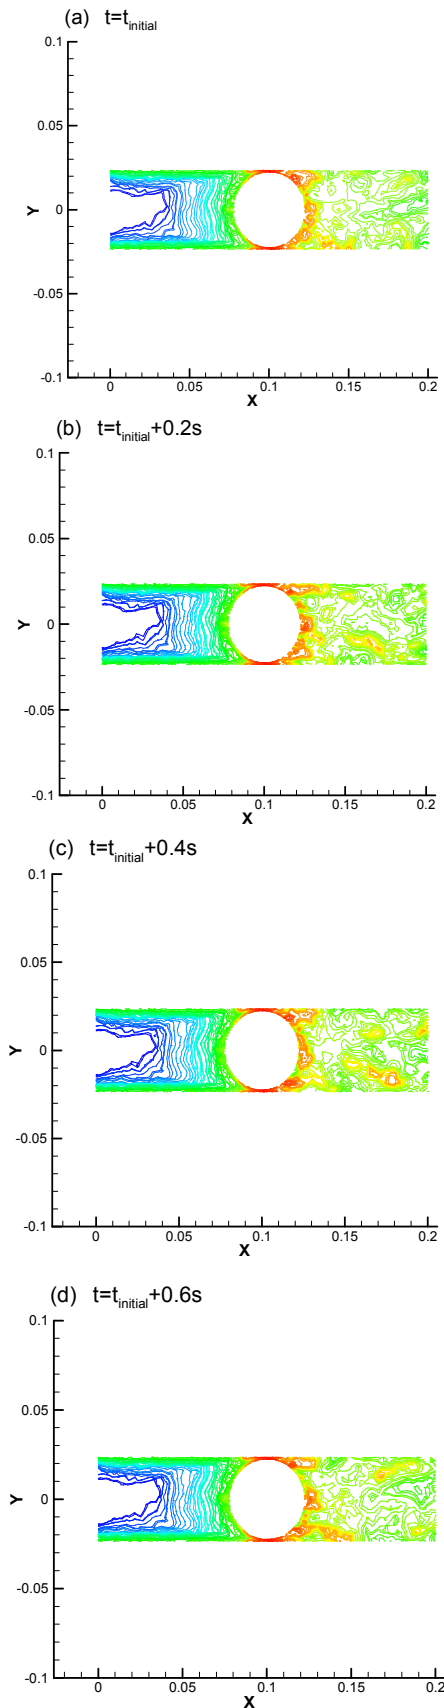 (a) t=t_initial
0.1
0.05
0
-0.05
-0.1
Y
0 0.05 0.1 0.15 0.2
X
(b) t=t_initial+0.2s
0.1
0.05
0
-0.05
-0.1
Y
0 0.05 0.1 0.15 0.2
X
(c) t=t_initial+0.4s
0.1
0.05
0
-0.05
-0.1
Y
0 0.05 0.1 0.15 0.2
X
(d) t=t_initial+0.6s
0.1
0.05
0
-0.05
-0.1
Y
0 0.05 0.1 0.15 0.2
X